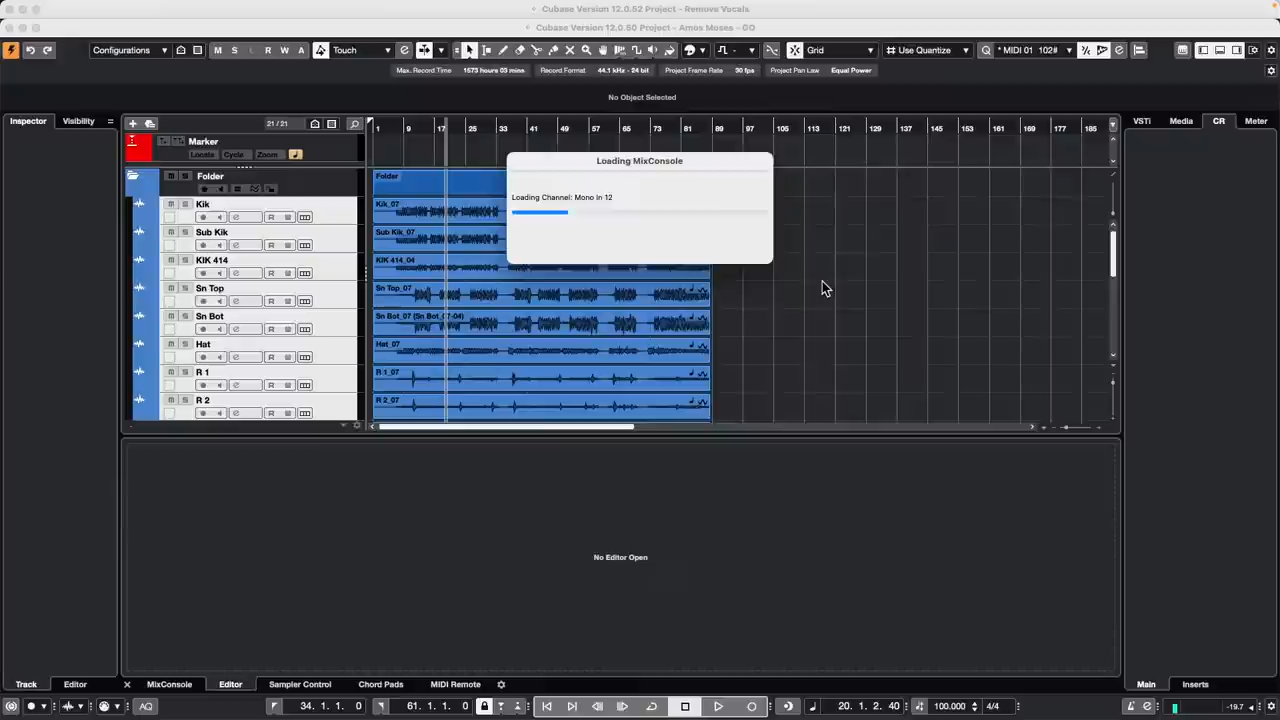 Cubase Version 12.0.52 Project - Remove Vocals
Cubase Version 12.0.60 Project - Amos Moses - GO
Configurations M S L R W A Touch Grid Use Quantize * MIDI 01 102#
Max. Record Time 1573 hours 03 mins Record Format 44.1 kHz - 24 bit Project Frame Rate 30 fps Project Pan Law Equal Power
No Object Selected
Inspector Visibility 21 / 21 1 9 17 25 33 41 49 57 65 73 81 89 97 105 113 121 129 137 145 153 161 169 177 185 VSTi Media CR Meter
Marker
Locate Cycle Zoom
Loading MixConsole
Loading Channel: Mono In 12
Folder Folder
Kik Kik_07
Sub Kik Sub Kik_07
KIK 414 KIK 414_04
Sn Top Sn Top_07
Sn Bot Sn Bot_07 (Sn Bot_07-04)
Hat Hat_07
R 1 R 1_07
R 2 R 2_07
No Editor Open
Track Editor MixConsole Editor Sampler Control Chord Pads MIDI Remote Main Inserts
AQ 34. 1. 1. 0 61. 1. 1. 0 20. 1. 2. 40 100.000 4/4 -19.7